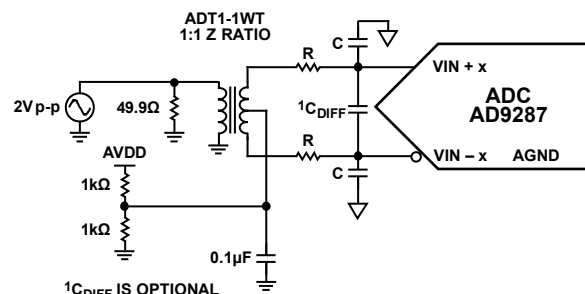 ADT1-1WT
1:1 Z RATIO
C
R
VIN + x
2V p-p
49.9Ω
1CDIFF
ADC
AD9287
R
VIN – x AGND
AVDD
C
1kΩ
1kΩ
0.1µF
1CDIFF IS OPTIONAL